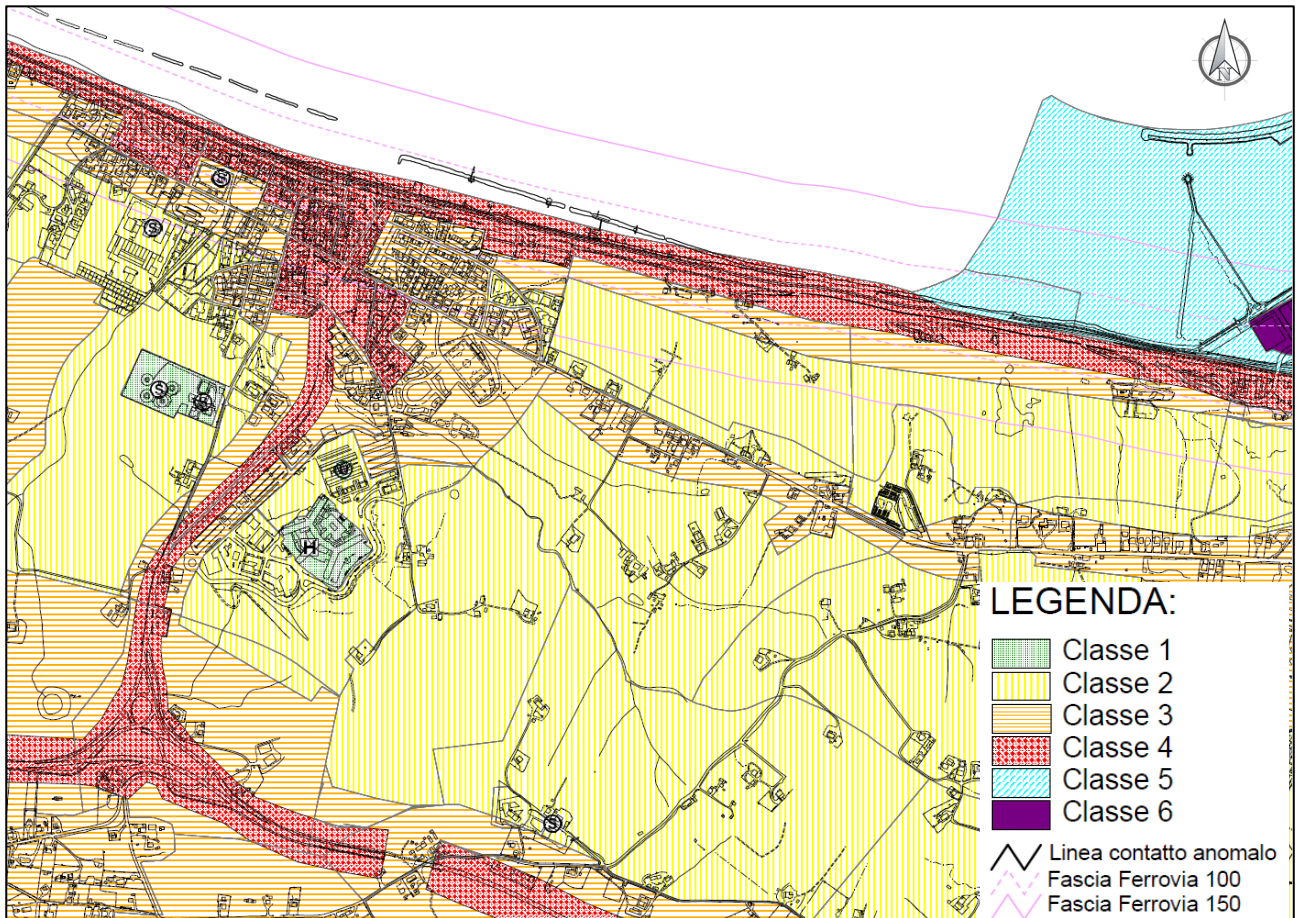 N
S
S
S
S
H
S
LEGENDA:
Classe 1
Classe 2
Classe 3
Classe 4
Classe 5
Classe 6
Linea contatto anomalo
Fascia Ferrovia 100
Fascia Ferrovia 150